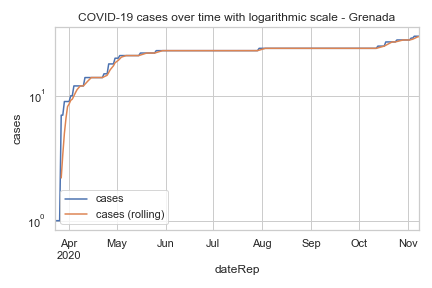 COVID-19 cases over time with logarithmic scale - Grenada
cases
10¹
10⁰
cases
cases (rolling)
Apr May Jun Jul Aug Sep Oct Nov
2020
dateRep